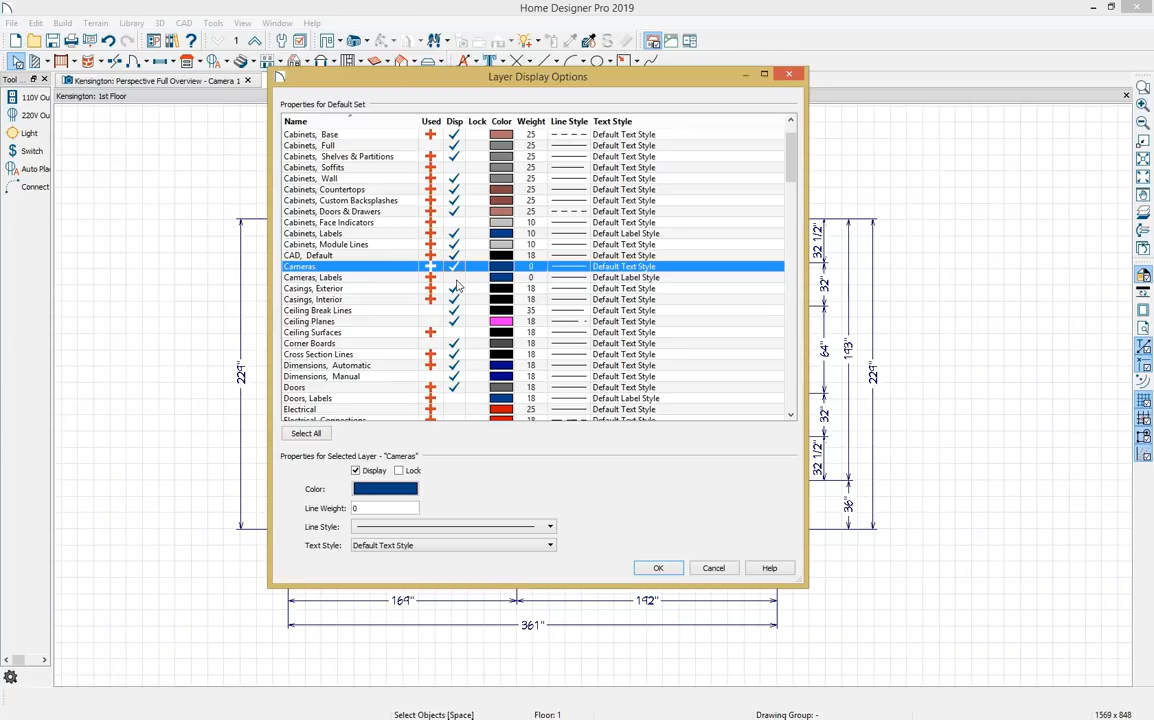 Home Designer Pro 2019
File Edit Build Terrain Library 3D CAD Tools View Window Help
1
Tool ...
Kensington: Perspective Full Overview - Camera 1
Kensington: 1st Floor
110V Ou
220V Ou
Light
Switch
Auto Pla
Connect
Layer Display Options
Properties for Default Set
Name Used Disp Lock Color Weight Line Style Text Style
Cabinets, Base 25 Default Text Style
Cabinets, Full 25 Default Text Style
Cabinets, Shelves & Partitions 25 Default Text Style
Cabinets, Soffits 25 Default Text Style
Cabinets, Wall 25 Default Text Style
Cabinets, Countertops 25 Default Text Style
Cabinets, Custom Backsplashes 25 Default Text Style
Cabinets, Doors & Drawers 25 Default Text Style
Cabinets, Face Indicators 10 Default Text Style
Cabinets, Labels 10 Default Label Style
Cabinets, Module Lines 10 Default Text Style
CAD, Default 18 Default Text Style
Cameras 0 Default Text Style
Cameras, Labels 0 Default Label Style
Casings, Exterior 18 Default Text Style
Casings, Interior 18 Default Text Style
Ceiling Break Lines 35 Default Text Style
Ceiling Planes 18 Default Text Style
Ceiling Surfaces 18 Default Text Style
Corner Boards 18 Default Text Style
Cross Section Lines 18 Default Text Style
Dimensions, Automatic 18 Default Text Style
Dimensions, Manual 18 Default Text Style
Doors 18 Default Text Style
Doors, Labels 18 Default Label Style
Electrical 25 Default Text Style
Electrical, Connections 18 Default Text Style
Select All
Properties for Selected Layer - "Cameras"
Display Lock
Color:
Line Weight: 0
Line Style:
Text Style: Default Text Style
OK Cancel Help
229"
32 1/2"
32"
64"
193"
229"
32"
32 1/2"
36"
169" 192"
361"
Select Objects [Space] Floor: 1 Drawing Group: - 1569 x 848